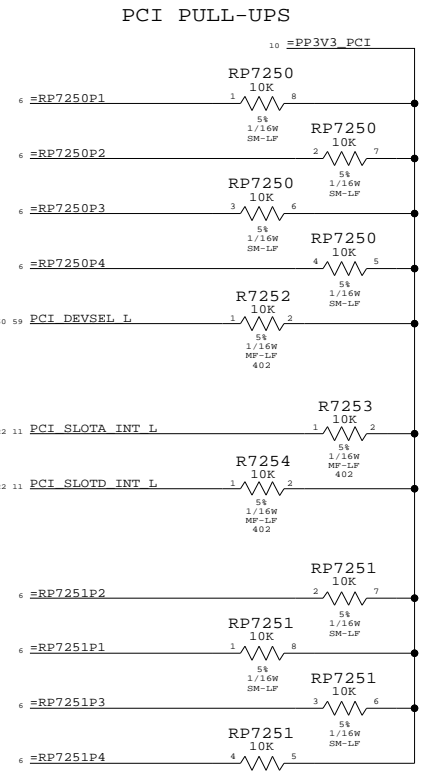 PCI PULL-UPS
10 =PP3V3_PCI
RP7250
10K
6 =RP7250P1 1 8
5%
1/16W
SM-LF
RP7250
10K
6 =RP7250P2 2 7
5%
1/16W
SM-LF
RP7250
10K
6 =RP7250P3 3 6
5%
1/16W
SM-LF
RP7250
10K
6 =RP7250P4 4 5
5%
1/16W
SM-LF
R7252
10K
59 PCI_DEVSEL_L 1 2
5%
1/16W
MF-LF
402
R7253
10K
11 PCI_SLOTA_INT_L 1 2
5%
1/16W
MF-LF
402
R7254
10K
11 PCI_SLOTD_INT_L 1 2
5%
1/16W
MF-LF
402
RP7251
10K
6 =RP7251P2 2 7
5%
1/16W
SM-LF
RP7251
10K
6 =RP7251P1 1 8
5%
1/16W
SM-LF
RP7251
10K
6 =RP7251P3 3 6
5%
1/16W
SM-LF
RP7251
10K
6 =RP7251P4 4 5